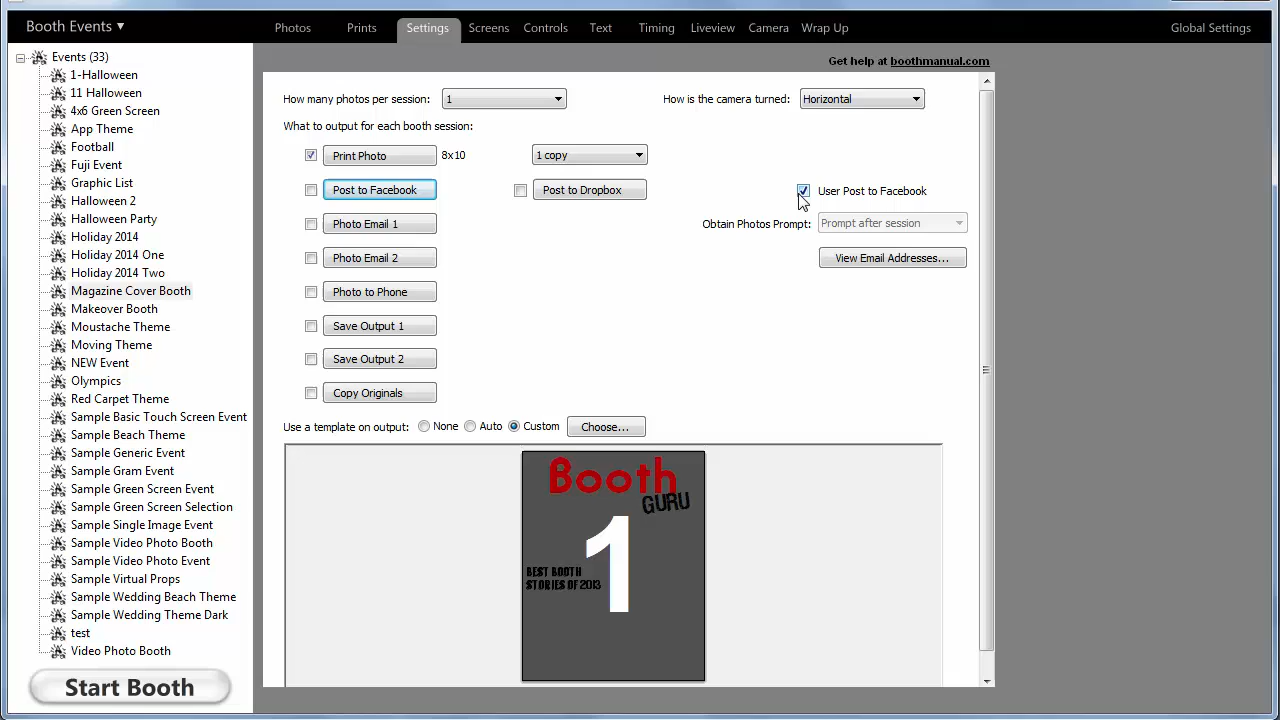 Booth Events ▾
Photos Prints Settings Screens Controls Text Timing Liveview Camera Wrap Up Global Settings
Get help at boothmanual.com
Events (33)
1-Halloween
11 Halloween
4x6 Green Screen
App Theme
Football
Fuji Event
Graphic List
Halloween 2
Halloween Party
Holiday 2014
Holiday 2014 One
Holiday 2014 Two
Magazine Cover Booth
Makeover Booth
Moustache Theme
Moving Theme
NEW Event
Olympics
Red Carpet Theme
Sample Basic Touch Screen Event
Sample Beach Theme
Sample Generic Event
Sample Gram Event
Sample Green Screen Event
Sample Green Screen Selection
Sample Single Image Event
Sample Video Photo Booth
Sample Video Photo Event
Sample Virtual Props
Sample Wedding Beach Theme
Sample Wedding Theme Dark
test
Video Photo Booth
Start Booth
How many photos per session: 1 How is the camera turned: Horizontal
What to output for each booth session:
Print Photo 8x10 1 copy
Post to Facebook Post to Dropbox User Post to Facebook
Photo Email 1 Obtain Photos Prompt: Prompt after session
Photo Email 2 View Email Addresses...
Photo to Phone
Save Output 1
Save Output 2
Copy Originals
Use a template on output: None Auto Custom Choose...
Booth
GURU
1
BEST BOOTH
STORIES OF 2013